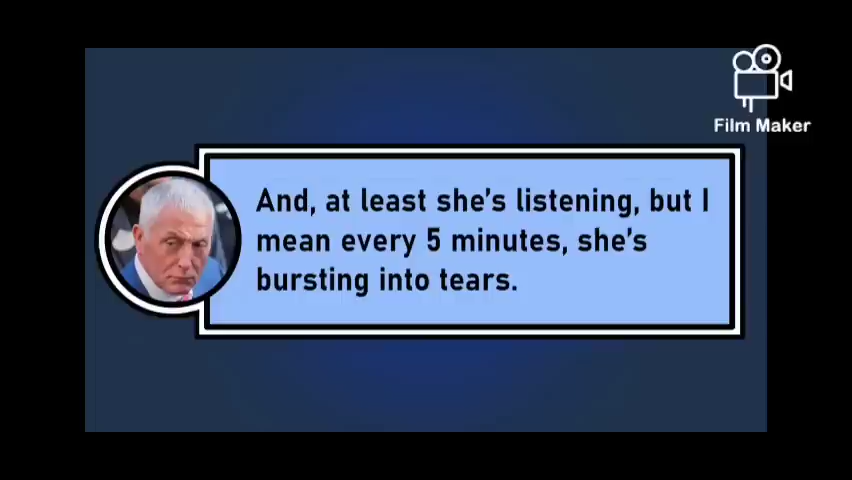 Film Maker
And, at least she's listening, but I
mean every 5 minutes, she's
bursting into tears.